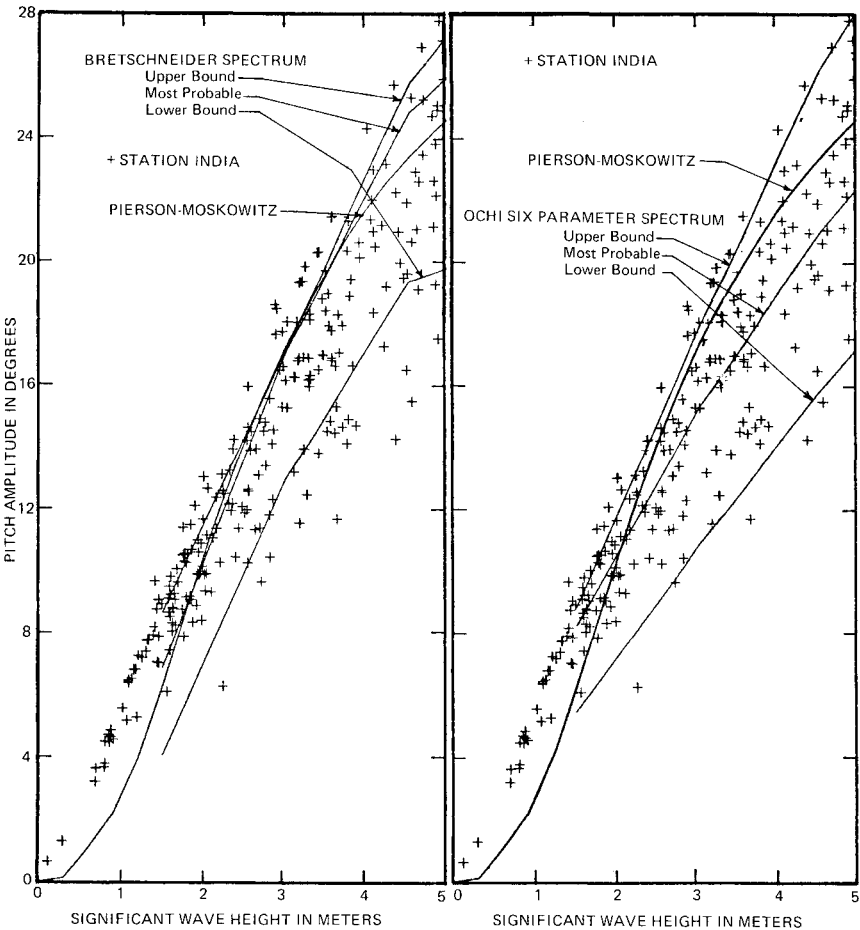 28
24
20
16
12
8
4
0
PITCH AMPLITUDE IN DEGREES
BRETSCHNEIDER SPECTRUM
Upper Bound
Most Probable
Lower Bound
+ STATION INDIA
PIERSON-MOSKOWITZ
0 1 2 3 4 5
SIGNIFICANT WAVE HEIGHT IN METERS
+ STATION INDIA
PIERSON-MOSKOWITZ
OCHI SIX PARAMETER SPECTRUM
Upper Bound
Most Probable
Lower Bound
0 1 2 3 4 5
SIGNIFICANT WAVE HEIGHT IN METERS